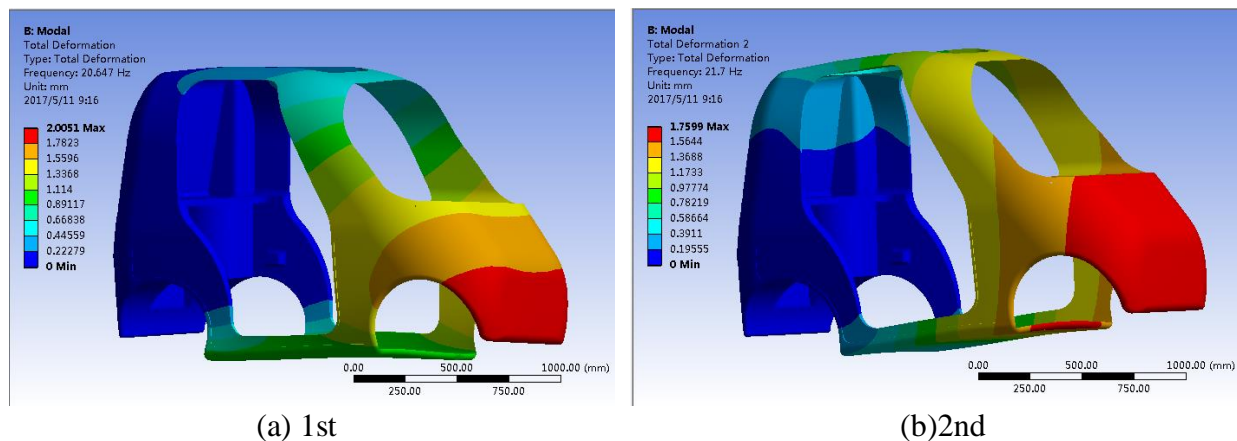 B: Modal
Total Deformation
Type: Total Deformation
Frequency: 20.647 Hz
Unit: mm
2017/5/11 9:16
2.0051 Max
1.7823
1.5596
1.3368
1.114
0.89117
0.66838
0.44559
0.22279
0 Min
0.00 500.00 1000.00 (mm)
250.00 750.00
(a) 1st
B: Modal
Total Deformation 2
Type: Total Deformation
Frequency: 21.7 Hz
Unit: mm
2017/5/11 9:16
1.7599 Max
1.5644
1.3688
1.1733
0.97774
0.78219
0.58664
0.3911
0.19555
0 Min
0.00 500.00 1000.00 (mm)
250.00 750.00
(b)2nd